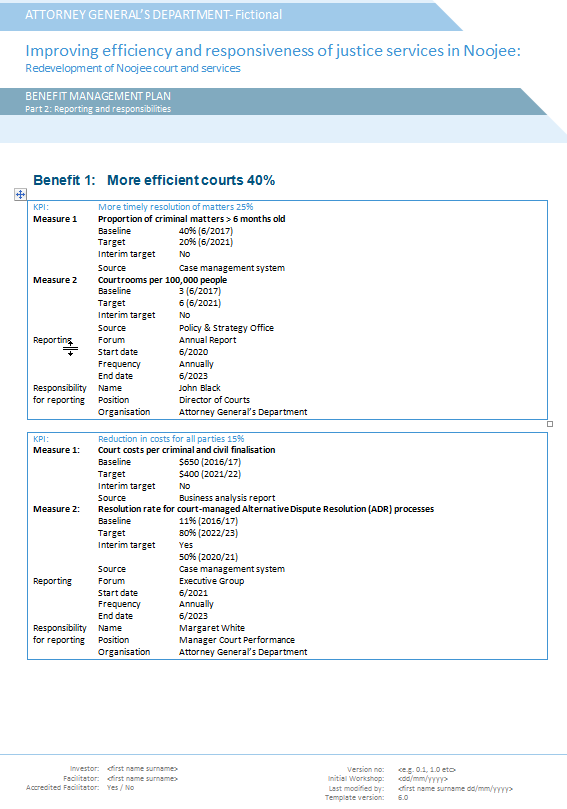 ATTORNEY GENERAL'S DEPARTMENT- Fictional
Improving efficiency and responsiveness of justice services in Noojee:
Redevelopment of Noojee court and services
BENEFIT MANAGEMENT PLAN
Part 2: Reporting and responsibilities
Benefit 1: More efficient courts 40%
KPI: More timely resolution of matters 25%
Measure 1 Proportion of criminal matters > 6 months old
Baseline 40% (6/2017)
Target 20% (6/2021)
Interim target No
Source Case management system
Measure 2 Courtrooms per 100,000 people
Baseline 3 (6/2017)
Target 6 (6/2021)
Interim target No
Source Policy & Strategy Office
Reporting Forum Annual Report
Start date 6/2020
Frequency Annually
End date 6/2023
Responsibility Name John Black
for reporting Position Director of Courts
Organisation Attorney General's Department
KPI: Reduction in costs for all parties 15%
Measure 1: Court costs per criminal and civil finalisation
Baseline $650 (2016/17)
Target $400 (2021/22)
Interim target No
Source Business analysis report
Measure 2: Resolution rate for court-managed Alternative Dispute Resolution (ADR) processes
Baseline 11% (2016/17)
Target 80% (2022/23)
Interim target Yes
50% (2020/21)
Source Case management system
Reporting Forum Executive Group
Start date 6/2021
Frequency Annually
End date 6/2023
Responsibility Name Margaret White
for reporting Position Manager Court Performance
Organisation Attorney General's Department
Investor: <first name surname>
Facilitator: <first name surname>
Accredited Facilitator: Yes / No
Version no: <e.g. 0.1, 1.0 etc>
Initial Workshop: <dd/mm/yyyy>
Last modified by: <first name surname dd/mm/yyyy>
Template version: 6.0